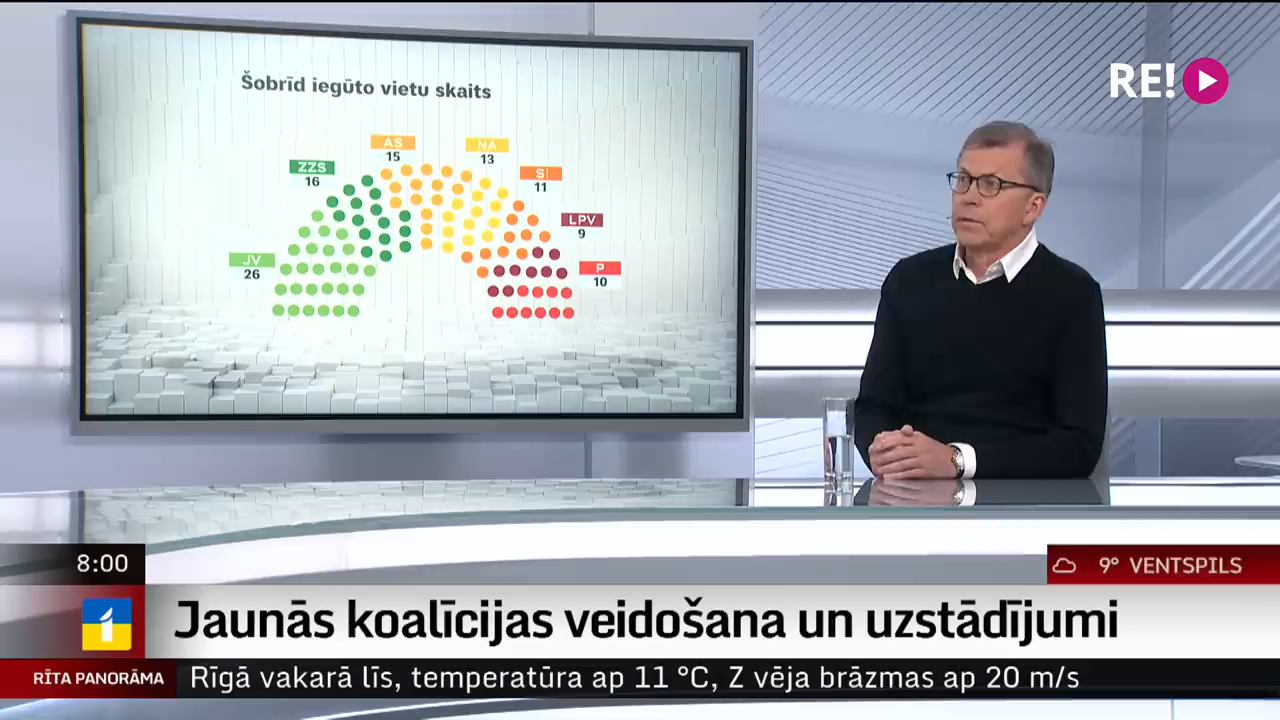 Šobrīd iegūto vietu skaits
AS
15
NA
13
ZZS
16
S!
11
LPV
9
JV
26
P
10
RE!
8:00
9° VENTSPILS
1
Jaunās koalīcijas veidošana un uzstādījumi
RĪTA PANORĀMA
Rīgā vakarā līs, temperatūra ap 11 °C, Z vēja brāzmas ap 20 m/s